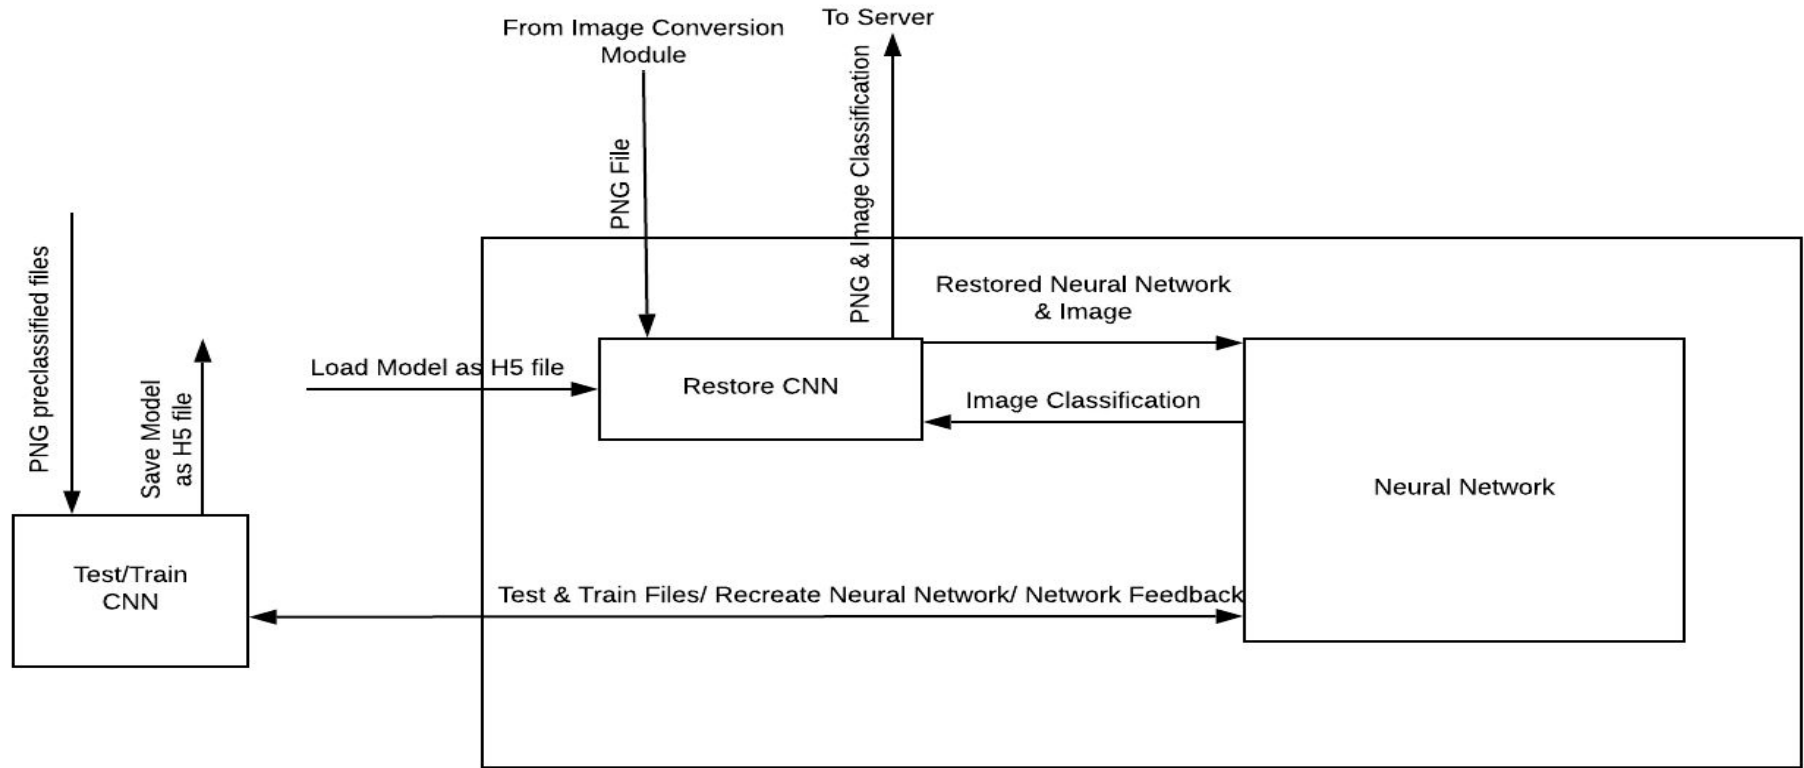 To Server
From Image Conversion
Module
PNG & Image Classification
PNG File
PNG preclassified files
Restored Neural Network
& Image
Load Model as H5 file
Restore CNN
Image Classification
Save Model
as H5 file
Neural Network
Test/Train
CNN
Test & Train Files/ Recreate Neural Network/ Network Feedback